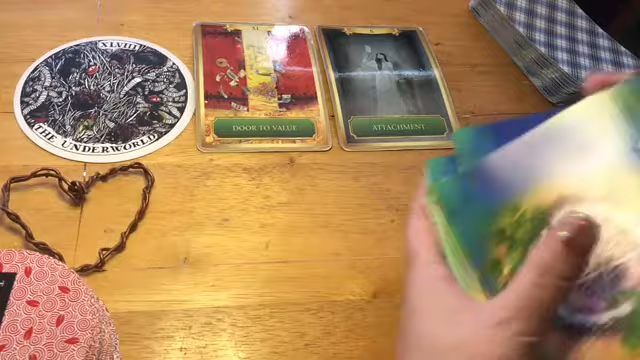 XLVIII
THE UNDERWORLD
DOOR TO VALUE
ATTACHMENT